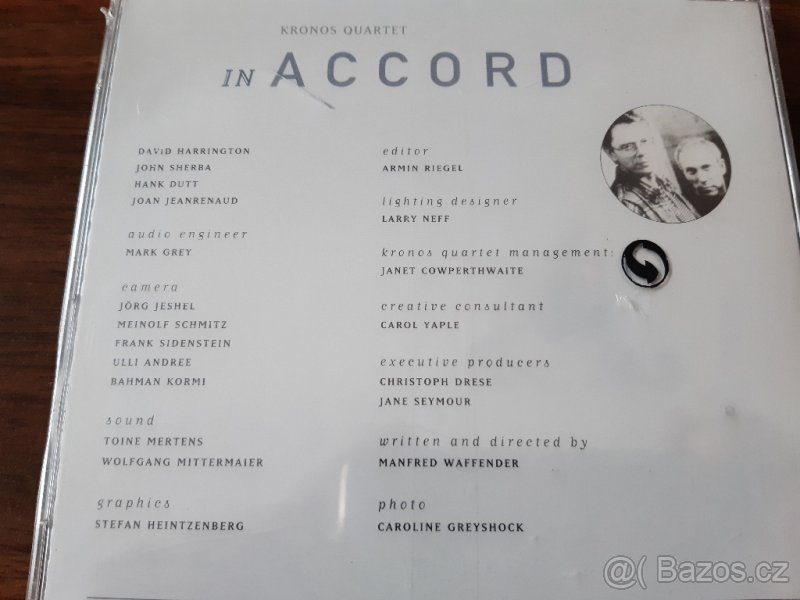 KRONOS QUARTET
IN ACCORD
DAVID HARRINGTON
JOHN SHERBA
HANK DUTT
JOAN JEANRENAUD
audio engineer
MARK GREY
camera
JÖRG JESHEL
MEINOLF SCHMITZ
FRANK SIDENSTEIN
ULLI ANDREE
BAHMAN KORMI
sound
TOINE MERTENS
WOLFGANG MITTERMAIER
graphics
STEFAN HEINTZENBERG
editor
ARMIN RIEGEL
lighting designer
LARRY NEFF
kronos quartet management:
JANET COWPERTHWAITE
creative consultant
CAROL YAPLE
executive producers
CHRISTOPH DRESE
JANE SEYMOUR
written and directed by
MANFRED WAFFENDER
photo
CAROLINE GREYSHOCK
Bazos.cz